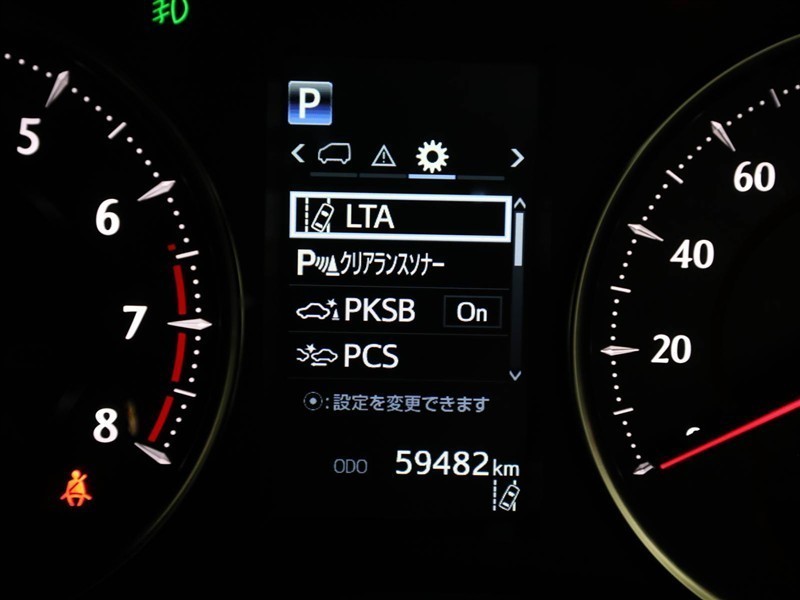 P
LTA
Pクリアランスソナー
PKSB On
PCS
:設定を変更できます
ODO 59482km
5
6
7
8
60
40
20
0